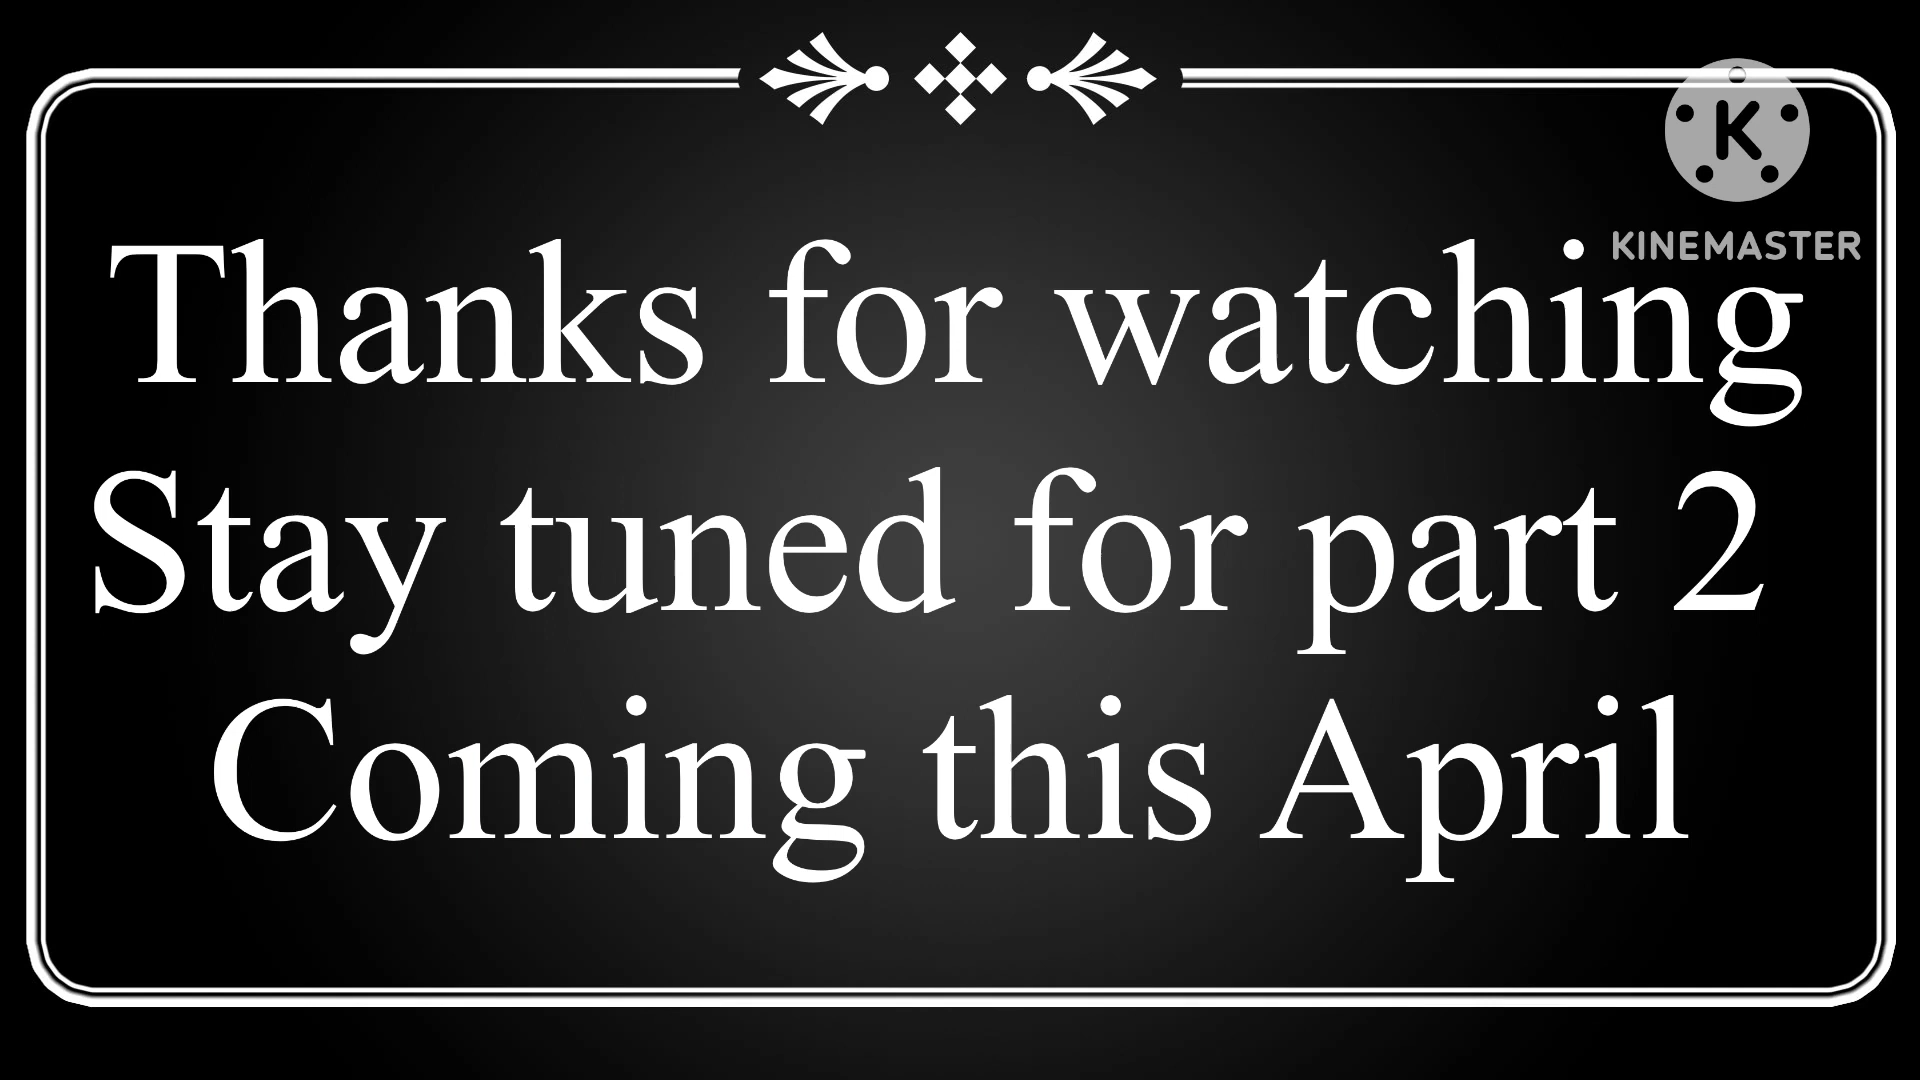 K
KINEMASTER
Thanks for watching
Stay tuned for part 2
Coming this April